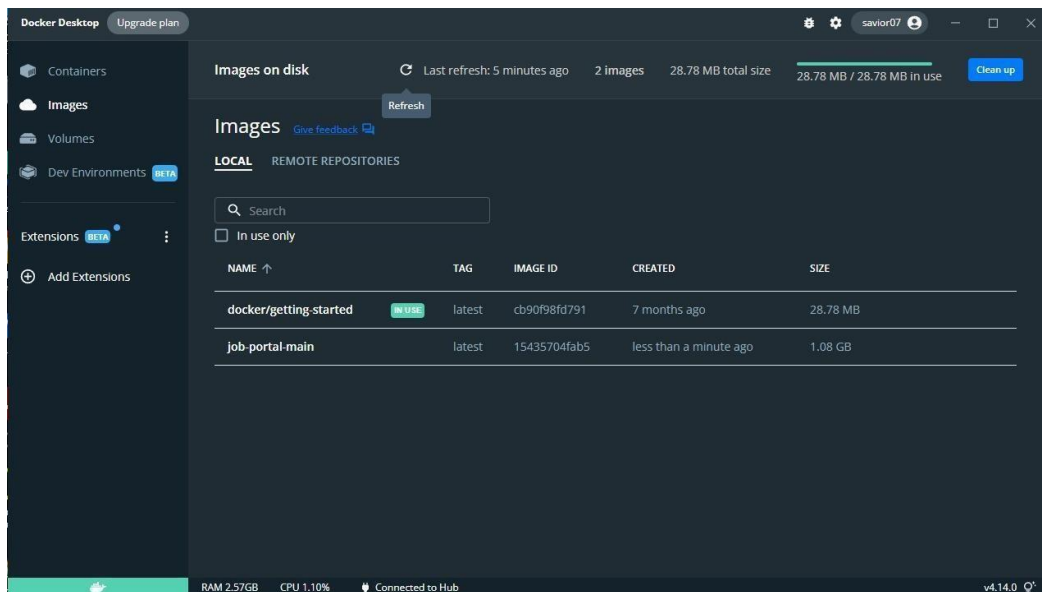 Docker Desktop Upgrade plan savior07
Containers
Images
Volumes
Dev Environments BETA
Extensions BETA
Add Extensions
Images on disk Last refresh: 5 minutes ago 2 images 28.78 MB total size 28.78 MB / 28.78 MB in use Clean up
Refresh
Images Give feedback
LOCAL REMOTE REPOSITORIES
Search
In use only
NAME TAG IMAGE ID CREATED SIZE
docker/getting-started IN USE latest cb90f98fd791 7 months ago 28.78 MB
job-portal-main latest 15435704fab5 less than a minute ago 1.08 GB
RAM 2.57GB CPU 1.10% Connected to Hub v4.14.0